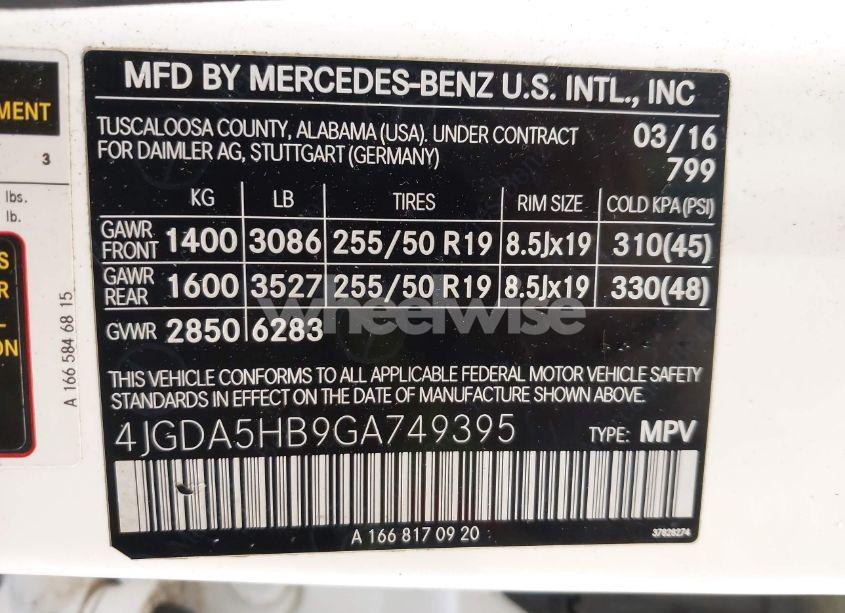 MENT
3
lbs.
lb.
S
R
ON
A 166 584 68 15
MFD BY MERCEDES-BENZ U.S. INTL., INC
TUSCALOOSA COUNTY, ALABAMA (USA). UNDER CONTRACT 03/16
FOR DAIMLER AG, STUTTGART (GERMANY) 799
KG LB TIRES RIM SIZE COLD KPA(PSI)
GAWR FRONT 1400 3086 255/50 R19 8.5Jx19 310(45)
GAWR REAR 1600 3527 255/50 R19 8.5Jx19 330(48)
GVWR 2850 6283
wheelwise
THIS VEHICLE CONFORMS TO ALL APPLICABLE FEDERAL MOTOR VEHICLE SAFETY
STANDARDS IN EFFECT ON THE DATE OF MANUFACTURE SHOWN ABOVE.
4JGDA5HB9GA749395 TYPE: MPV
A 166 817 09 20 37828274